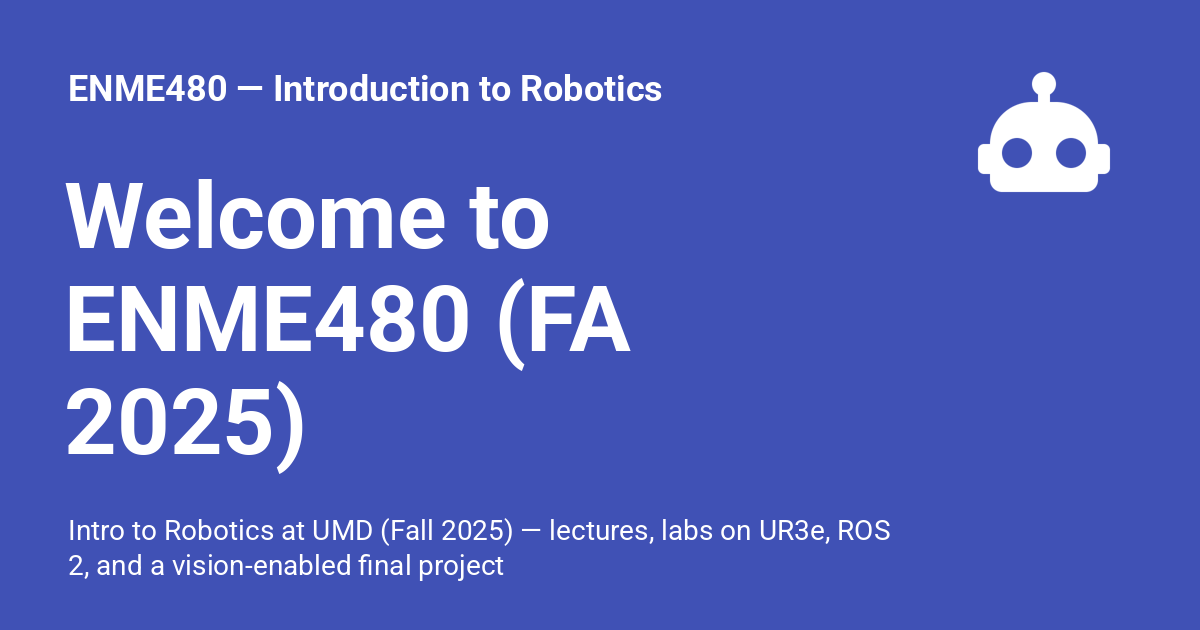 ENME480 — Introduction to Robotics
Welcome to
ENME480 (FA
2025)
Intro to Robotics at UMD (Fall 2025) — lectures, labs on UR3e, ROS
2, and a vision-enabled final project